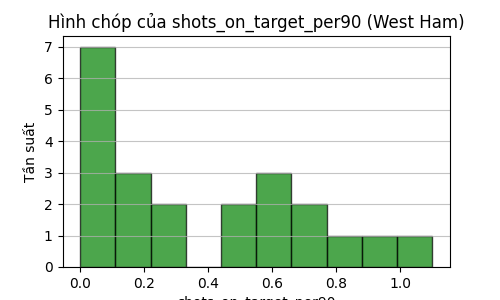 Hình chóp của shots_on_target_per90 (West Ham)
7
6
5
4
3
2
1
0
Tần suất
0.0 0.2 0.4 0.6 0.8 1.0
shots_on_target_per90